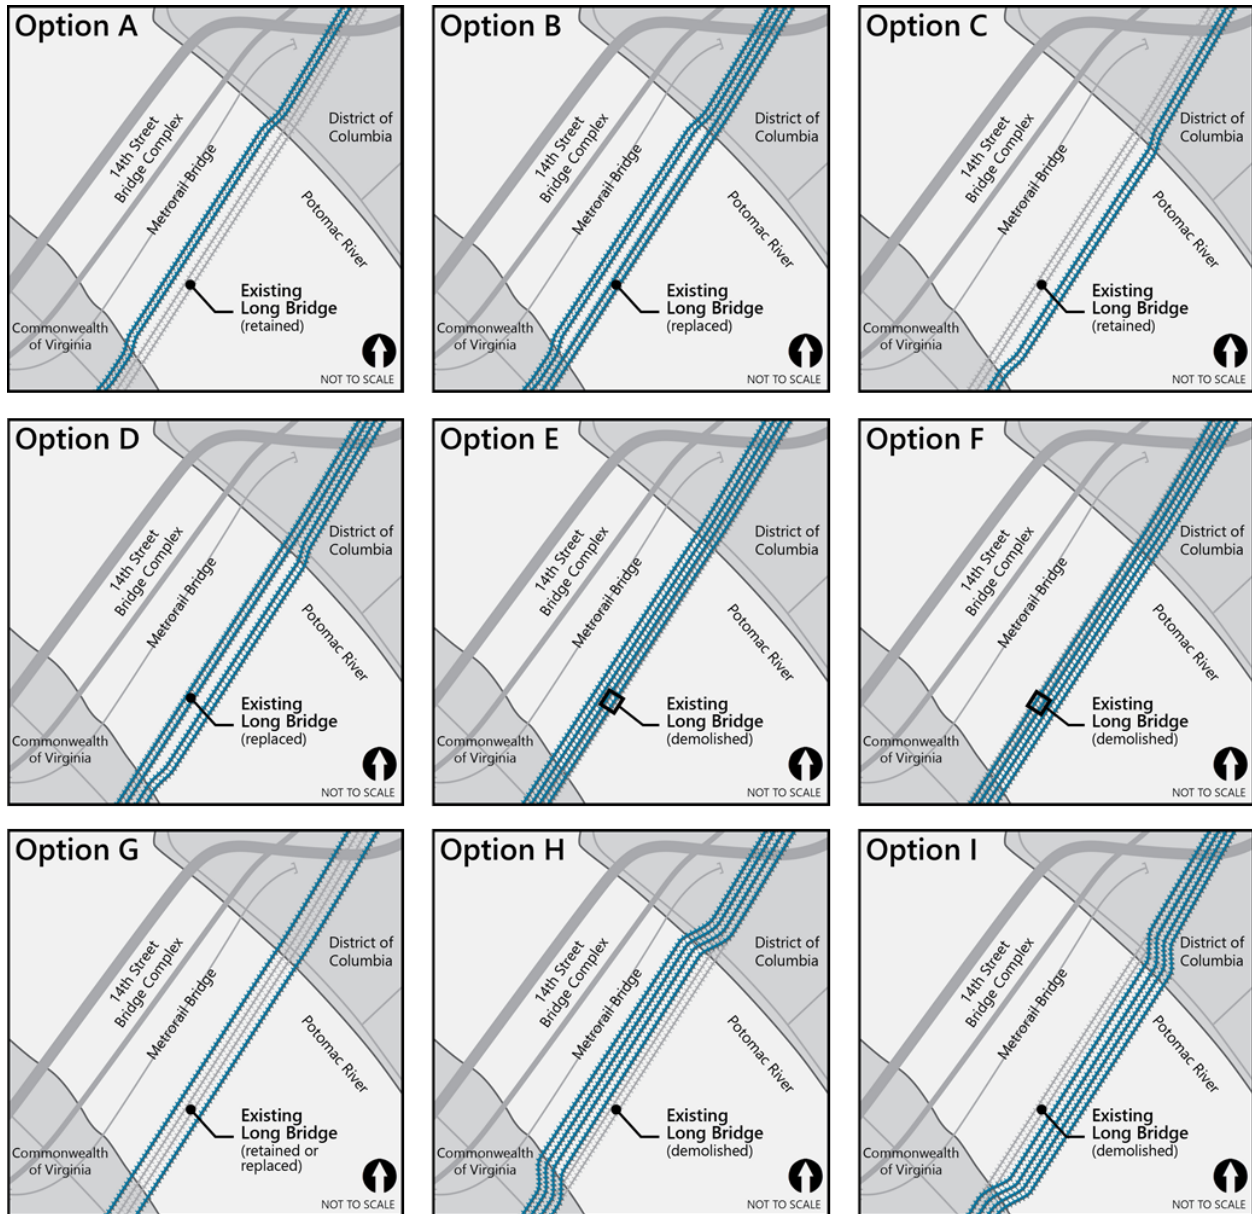 Option A
14th Street
Bridge Complex
Metrorail Bridge
District of
Columbia
Potomac River
Existing
Long Bridge
(retained)
Commonwealth
of Virginia
NOT TO SCALE
Option B
14th Street
Bridge Complex
Metrorail Bridge
District of
Columbia
Potomac River
Existing
Long Bridge
(replaced)
Commonwealth
of Virginia
NOT TO SCALE
Option C
14th Street
Bridge Complex
Metrorail Bridge
District of
Columbia
Potomac River
Existing
Long Bridge
(retained)
Commonwealth
of Virginia
NOT TO SCALE
Option D
14th Street
Bridge Complex
Metrorail Bridge
District of
Columbia
Potomac River
Existing
Long Bridge
(replaced)
Commonwealth
of Virginia
NOT TO SCALE
Option E
14th Street
Bridge Complex
Metrorail Bridge
District of
Columbia
Potomac River
Existing
Long Bridge
(demolished)
Commonwealth
of Virginia
NOT TO SCALE
Option F
14th Street
Bridge Complex
Metrorail Bridge
District of
Columbia
Potomac River
Existing
Long Bridge
(demolished)
Commonwealth
of Virginia
NOT TO SCALE
Option G
14th Street
Bridge Complex
Metrorail Bridge
District of
Columbia
Potomac River
Existing
Long Bridge
(retained or
replaced)
Commonwealth
of Virginia
NOT TO SCALE
Option H
14th Street
Bridge Complex
Metrorail Bridge
District of
Columbia
Potomac River
Existing
Long Bridge
(demolished)
Commonwealth
of Virginia
NOT TO SCALE
Option I
14th Street
Bridge Complex
Metrorail Bridge
District of
Columbia
Potomac River
Existing
Long Bridge
(demolished)
Commonwealth
of Virginia
NOT TO SCALE